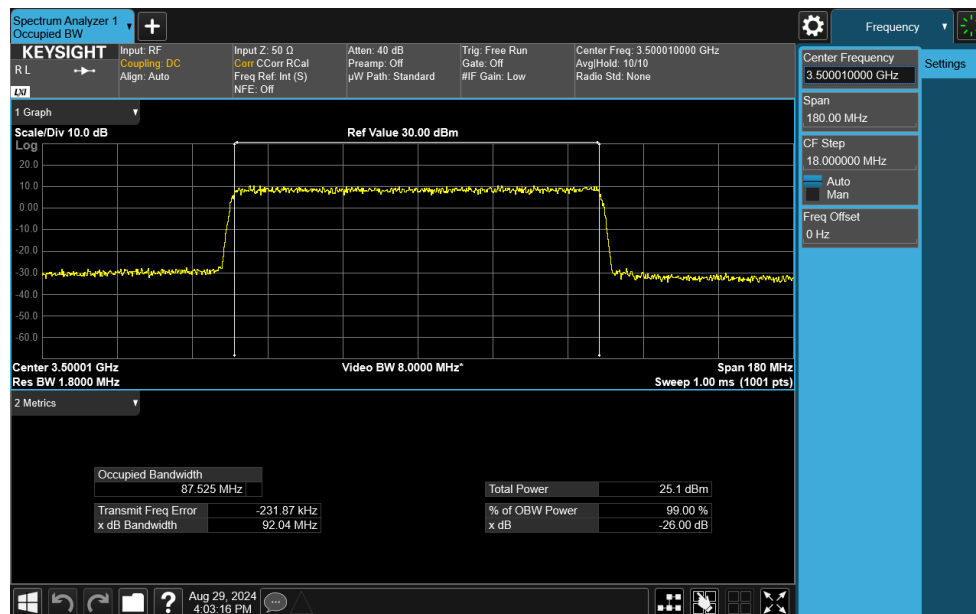 Spectrum Analyzer 1
Occupied BW
Frequency
KEYSIGHT
R L
LXI
Input: RF
Coupling: DC
Align: Auto
Input Z: 50 Ω
Corr CCorr RCal
Freq Ref: Int (S)
NFE: Off
Atten: 40 dB
Preamp: Off
µW Path: Standard
Trig: Free Run
Gate: Off
#IF Gain: Low
Center Freq: 3.500010000 GHz
Avg|Hold: 10/10
Radio Std: None
Center Frequency
3.500010000 GHz
Settings
Span
180.00 MHz
CF Step
18.000000 MHz
Auto
Man
Freq Offset
0 Hz
1 Graph
Scale/Div 10.0 dB
Ref Value 30.00 dBm
Log
20.0
10.0
0.00
-10.0
-20.0
-30.0
-40.0
-50.0
-60.0
Center 3.50001 GHz
Video BW 8.0000 MHz*
Span 180 MHz
Res BW 1.8000 MHz
Sweep 1.00 ms (1001 pts)
2 Metrics
Occupied Bandwidth
87.525 MHz
Total Power 25.1 dBm
Transmit Freq Error -231.87 kHz
% of OBW Power 99.00 %
x dB Bandwidth 92.04 MHz
x dB -26.00 dB
?
Aug 29, 2024
4:03:16 PM